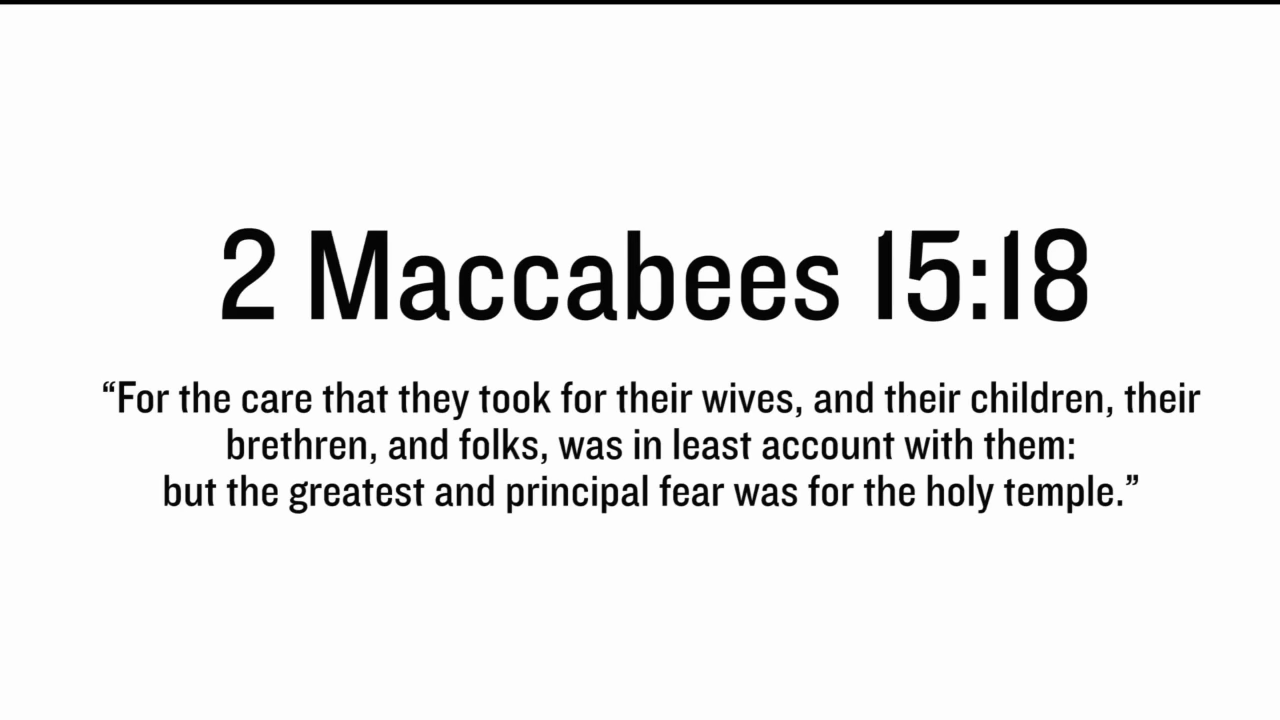 2 Maccabees 15:18
“For the care that they took for their wives, and their children, their
brethren, and folks, was in least account with them:
but the greatest and principal fear was for the holy temple.”